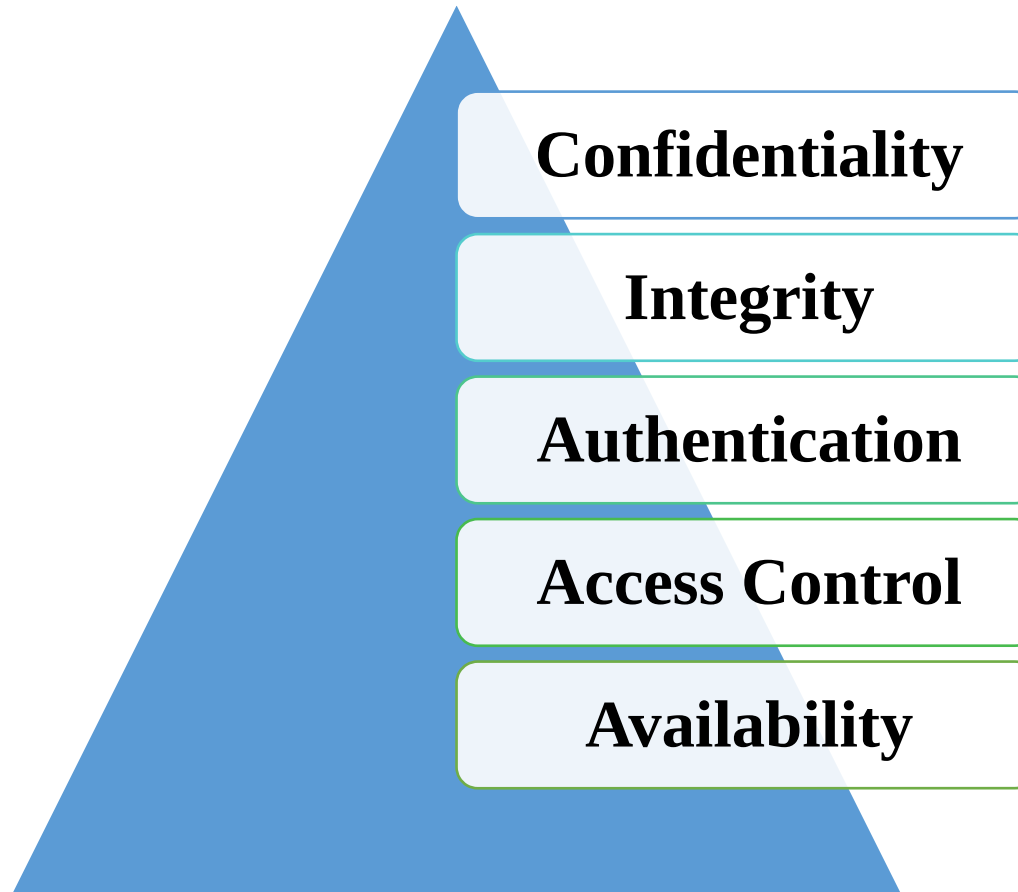 Confidentiality
Integrity
Authentication
Access Control
Availability